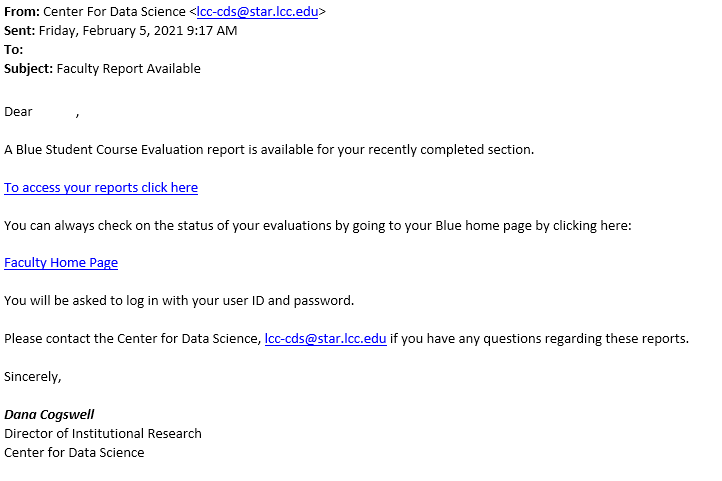 From: Center For Data Science <lcc-cds@star.lcc.edu>
Sent: Friday, February 5, 2021 9:17 AM
To:
Subject: Faculty Report Available
Dear ,
A Blue Student Course Evaluation report is available for your recently completed section.
To access your reports click here
You can always check on the status of your evaluations by going to your Blue home page by clicking here:
Faculty Home Page
You will be asked to log in with your user ID and password.
Please contact the Center for Data Science, lcc-cds@star.lcc.edu if you have any questions regarding these reports.
Sincerely,
Dana Cogswell
Director of Institutional Research
Center for Data Science